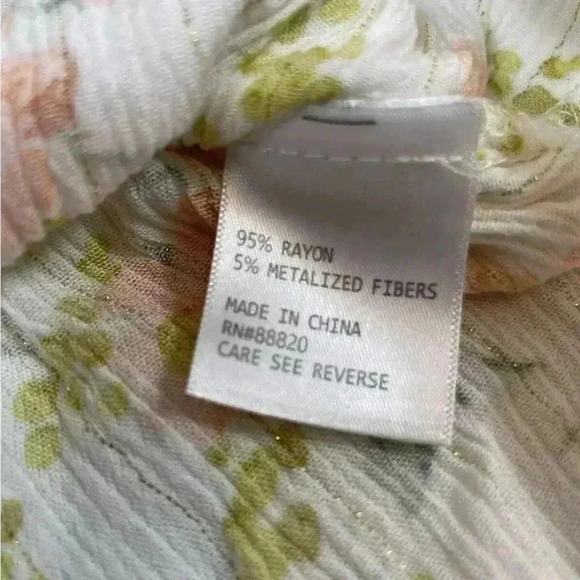 95% RAYON
5% METALIZED FIBERS
MADE IN CHINA
RN#88820
CARE SEE REVERSE